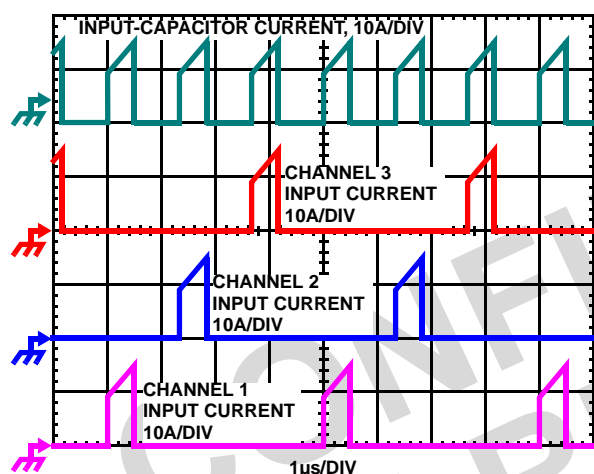 INPUT-CAPACITOR CURRENT, 10A/DIV
CHANNEL 3
INPUT CURRENT
10A/DIV
CHANNEL 2
INPUT CURRENT
10A/DIV
CHANNEL 1
INPUT CURRENT
10A/DIV
1µs/DIV